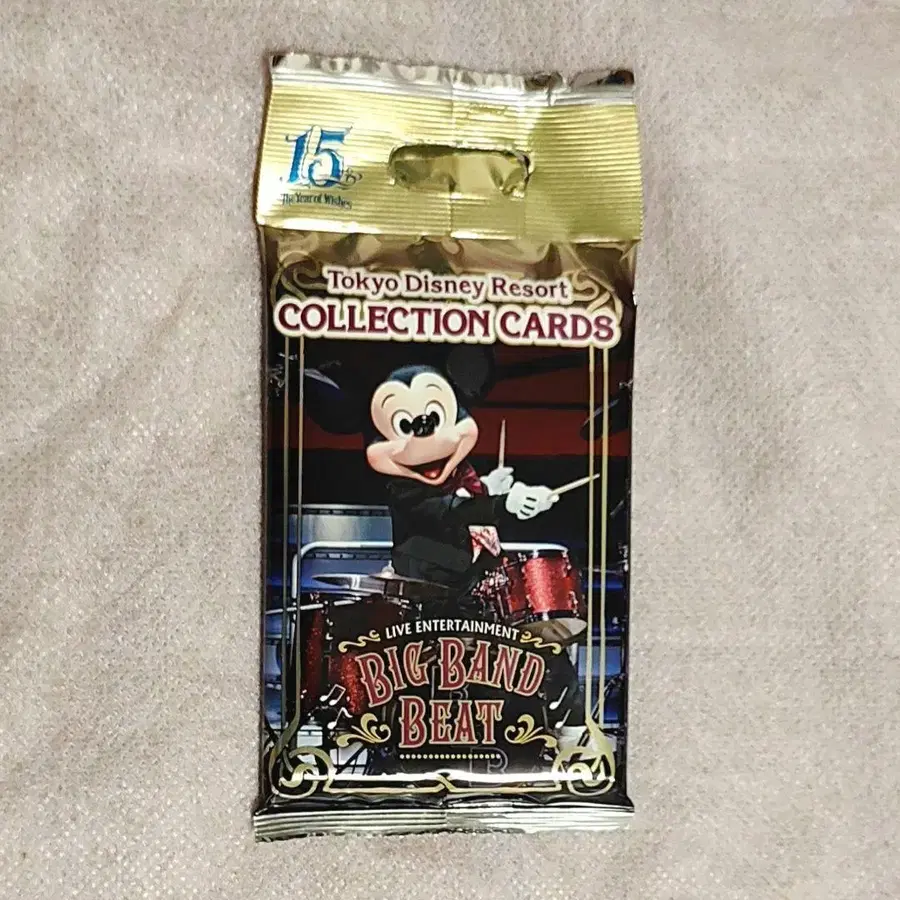 15th
The Year of Wishes
Tokyo Disney Resort
COLLECTION CARDS
LIVE ENTERTAINMENT
BIG BAND
BEAT